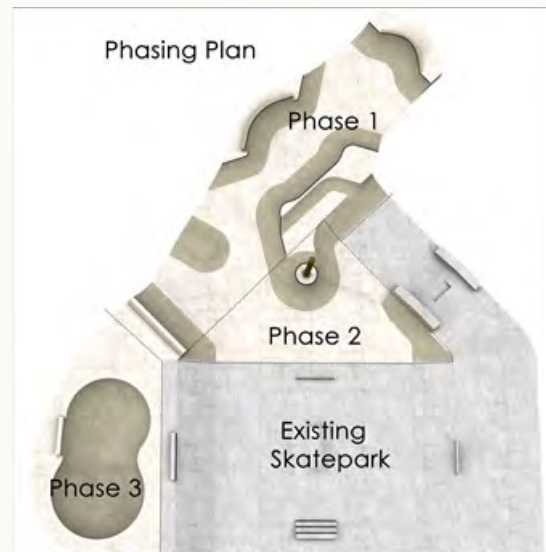 Phasing Plan
Phase 1
Phase 2
Existing
Skatepark
Phase 3